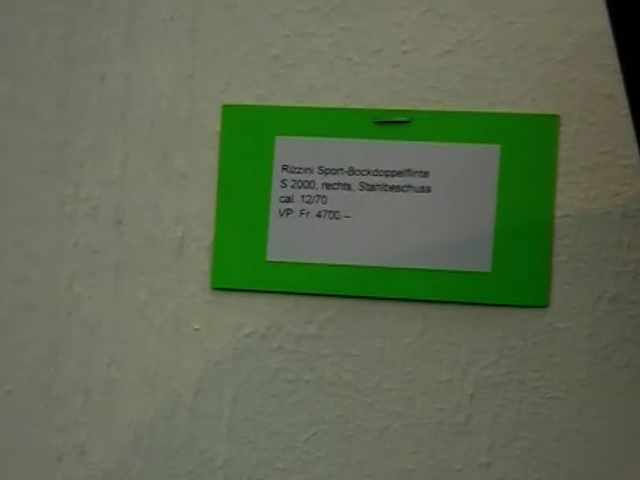 Rizzini Sport-Bockdoppelflinte
S 2000, rechts, Stahlbeschuss
cal. 12/70
VP: Fr. 4700.–